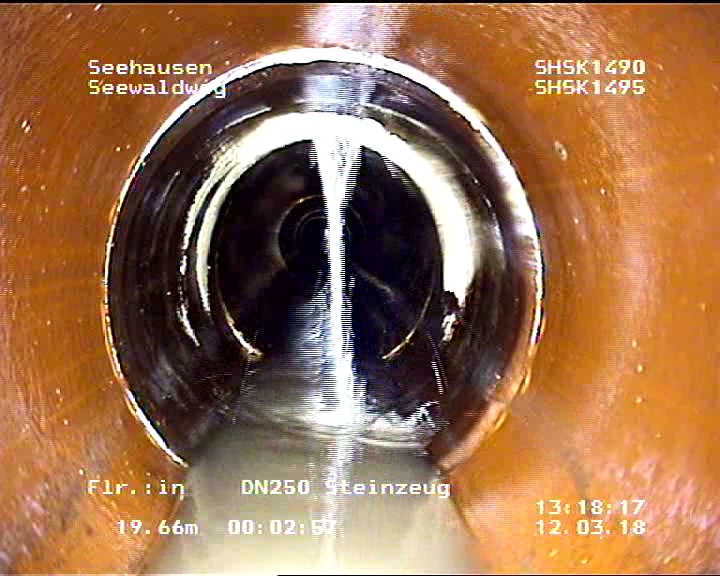 Seehausen
SHSK1490
Seewaldweg
SHSK1495
Flr.:in DN250 Steinzeug
13:18:17
19.66m 00:02:57
12.03.18